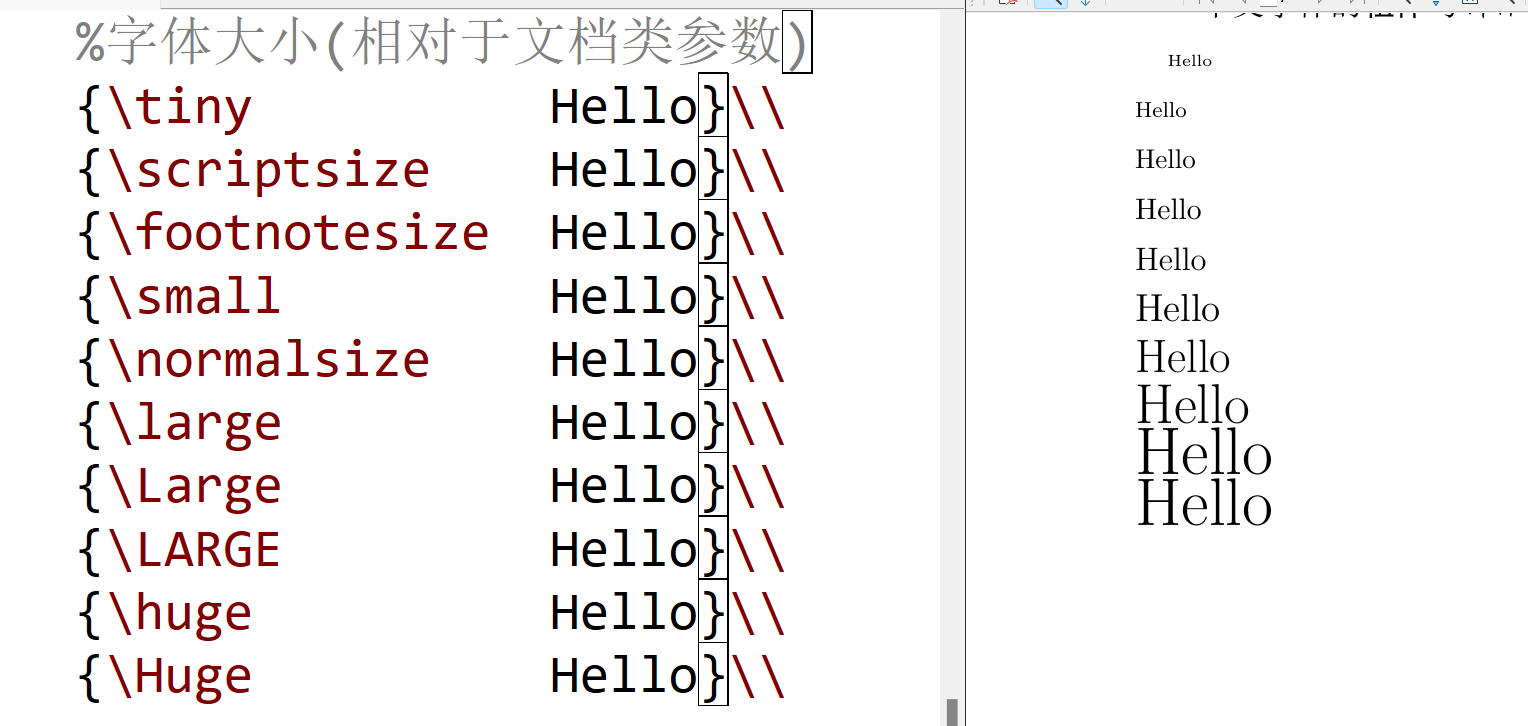 %字体大小(相对于文档类参数)
{\tiny Hello}\\
{\scriptsize Hello}\\
{\footnotesize Hello}\\
{\small Hello}\\
{\normalsize Hello}\\
{\large Hello}\\
{\Large Hello}\\
{\LARGE Hello}\\
{\huge Hello}\\
{\Huge Hello}\\
Hello
Hello
Hello
Hello
Hello
Hello
Hello
Hello
Hello
Hello